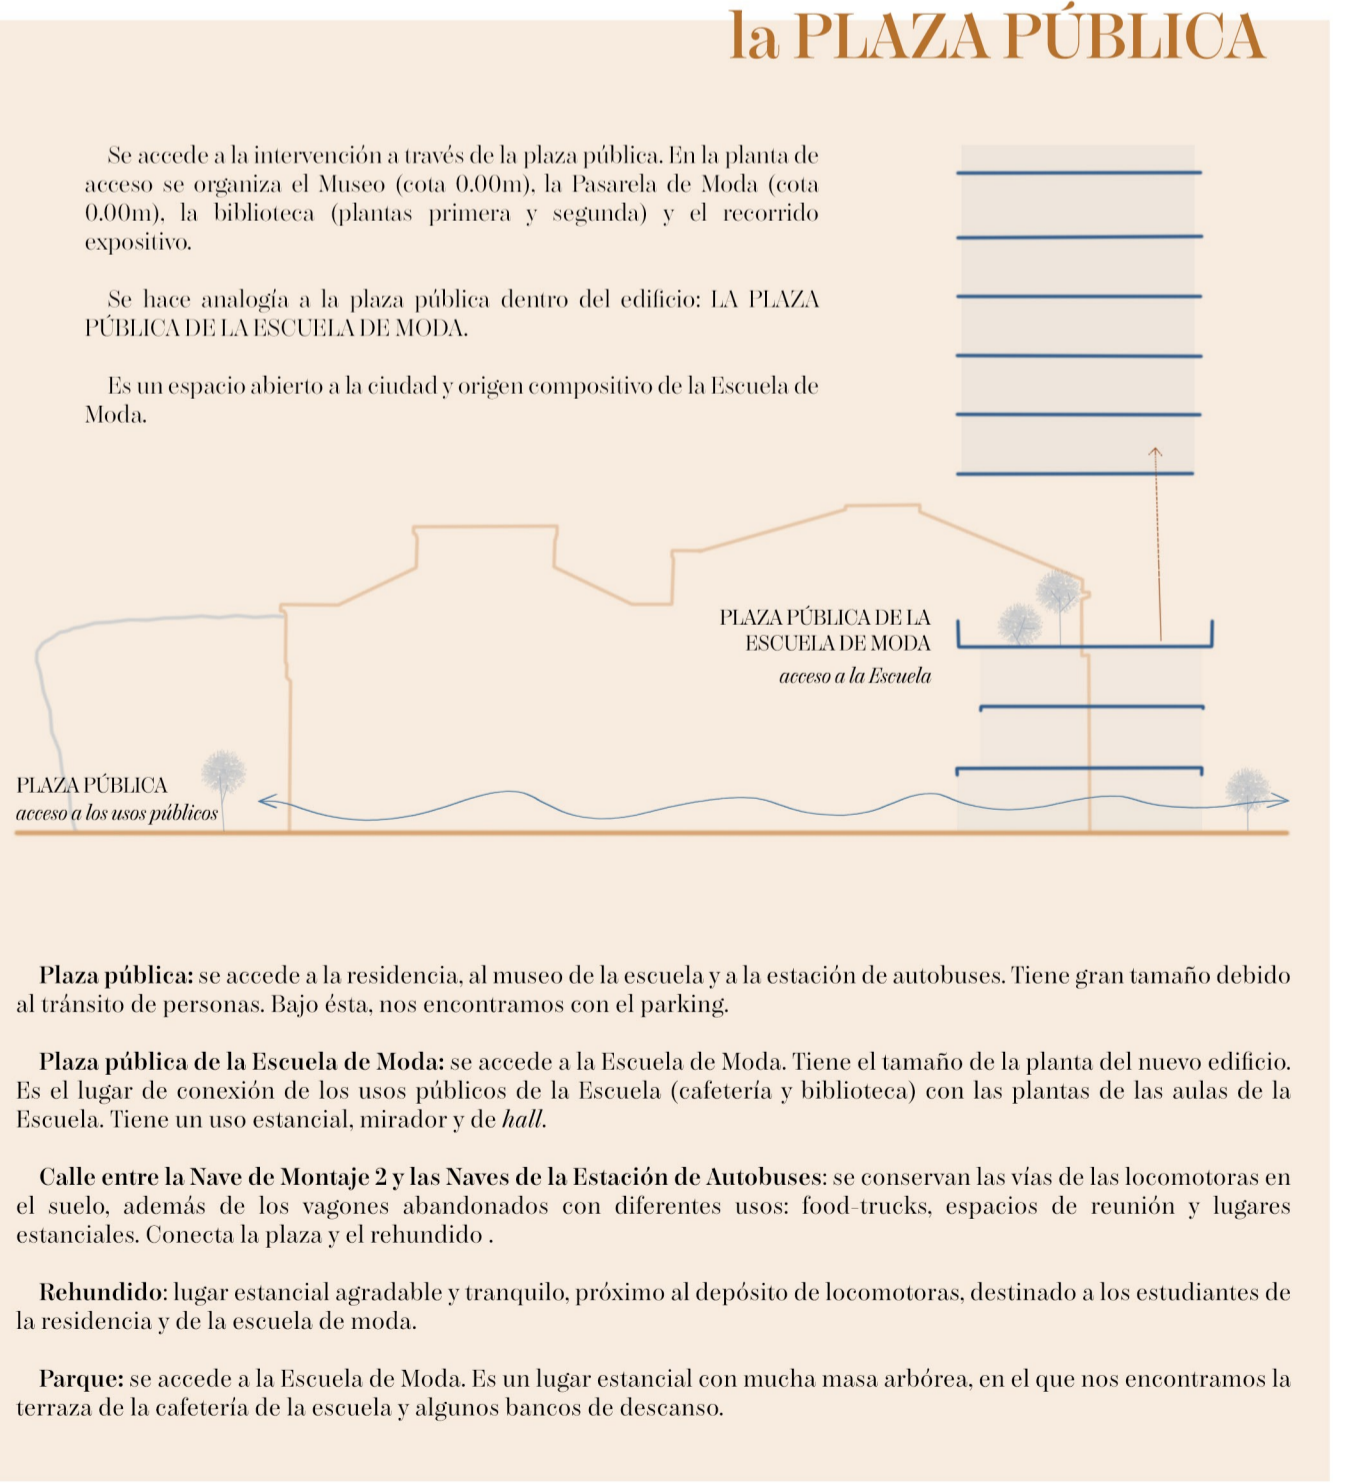 la PLAZA PÚBLICA
Se accede a la intervención a través de la plaza pública. En la planta de
acceso se organiza el Museo (cota 0.00m), la Pasarela de Moda (cota
0.00m), la biblioteca (plantas primera y segunda) y el recorrido
expositivo.
Se hace analogía a la plaza pública dentro del edificio: LA PLAZA
PÚBLICA DE LA ESCUELA DE MODA.
Es un espacio abierto a la ciudad y origen compositivo de la Escuela de
Moda.
PLAZA PÚBLICA DE LA
ESCUELA DE MODA
acceso a la Escuela
PLAZA PÚBLICA
acceso a los usos públicos
Plaza pública: se accede a la residencia, al museo de la escuela y a la estación de autobuses. Tiene gran tamaño debido
al tránsito de personas. Bajo ésta, nos encontramos con el parking.
Plaza pública de la Escuela de Moda: se accede a la Escuela de Moda. Tiene el tamaño de la planta del nuevo edificio.
Es el lugar de conexión de los usos públicos de la Escuela (cafetería y biblioteca) con las plantas de las aulas de la
Escuela. Tiene un uso estancial, mirador y de hall.
Calle entre la Nave de Montaje 2 y las Naves de la Estación de Autobuses: se conservan las vías de las locomotoras en
el suelo, además de los vagones abandonados con diferentes usos: food-trucks, espacios de reunión y lugares
estanciales. Conecta la plaza y el rehundido .
Rehundido: lugar estancial agradable y tranquilo, próximo al depósito de locomotoras, destinado a los estudiantes de
la residencia y de la escuela de moda.
Parque: se accede a la Escuela de Moda. Es un lugar estancial con mucha masa arbórea, en el que nos encontramos la
terraza de la cafetería de la escuela y algunos bancos de descanso.